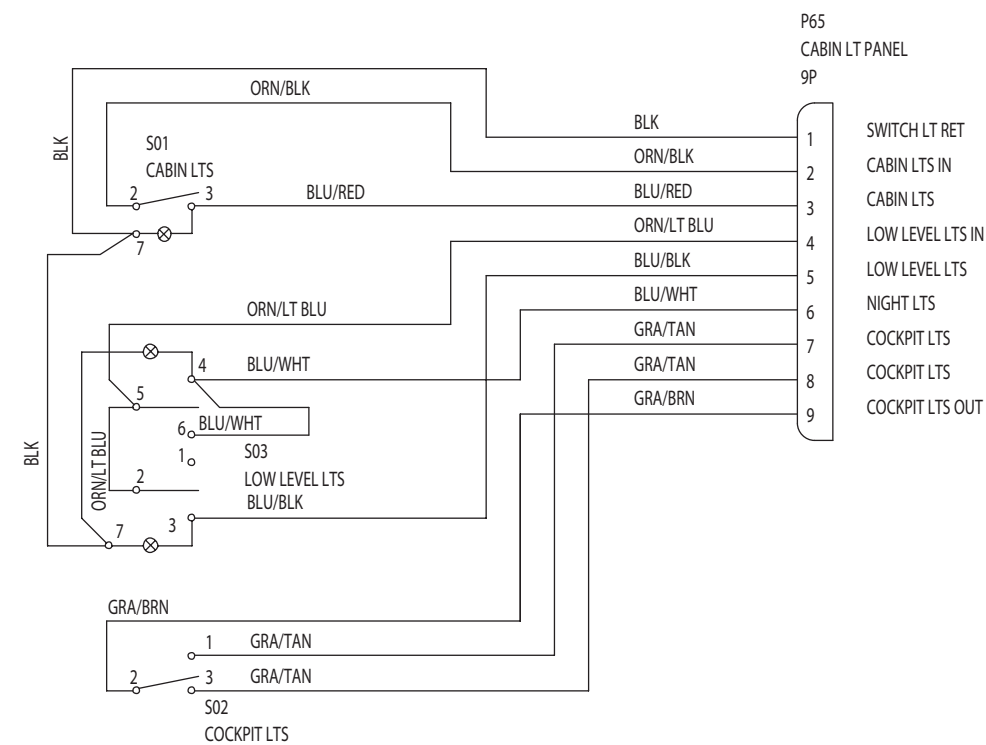 P65
CABIN LT PANEL
9P
ORN/BLK
BLK
BLK
1
SWITCH LT RET
S01
CABIN LTS
ORN/BLK
2
CABIN LTS IN
2
3
BLU/RED
BLU/RED
3
CABIN LTS
7
ORN/LT BLU
4
LOW LEVEL LTS IN
BLU/BLK
5
LOW LEVEL LTS
ORN/LT BLU
BLU/WHT
6
NIGHT LTS
GRA/TAN
7
COCKPIT LTS
4
BLU/WHT
GRA/TAN
8
COCKPIT LTS
5
GRA/BRN
9
COCKPIT LTS OUT
6
BLU/WHT
BLK
ORN/LT BLU
1
S03
LOW LEVEL LTS
2
BLU/BLK
7
3
GRA/BRN
1
GRA/TAN
2
3
GRA/TAN
S02
COCKPIT LTS